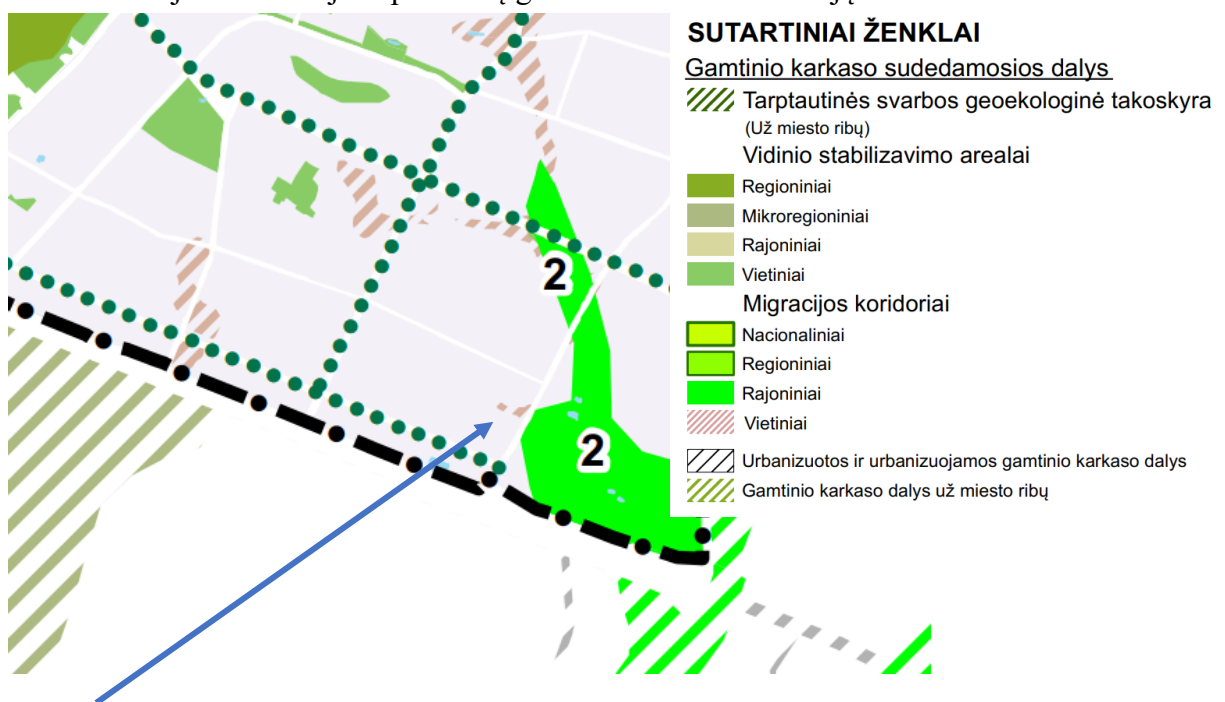 SUTARTINIAI ŽENKLAI
Gamtinio karkaso sudedamosios dalys
Tarptautinės svarbos geoekologinė takoskyra
(Už miesto ribų)
Vidinio stabilizavimo arealai
Regioniniai
Mikroregioniniai
Rajoniniai
Vietiniai
Migracijos koridoriai
Nacionaliniai
Regioniniai
Rajoniniai
Vietiniai
Urbanizuotos ir urbanizuojamos gamtinio karkaso dalys
Gamtinio karkaso dalys už miesto ribų
2
2